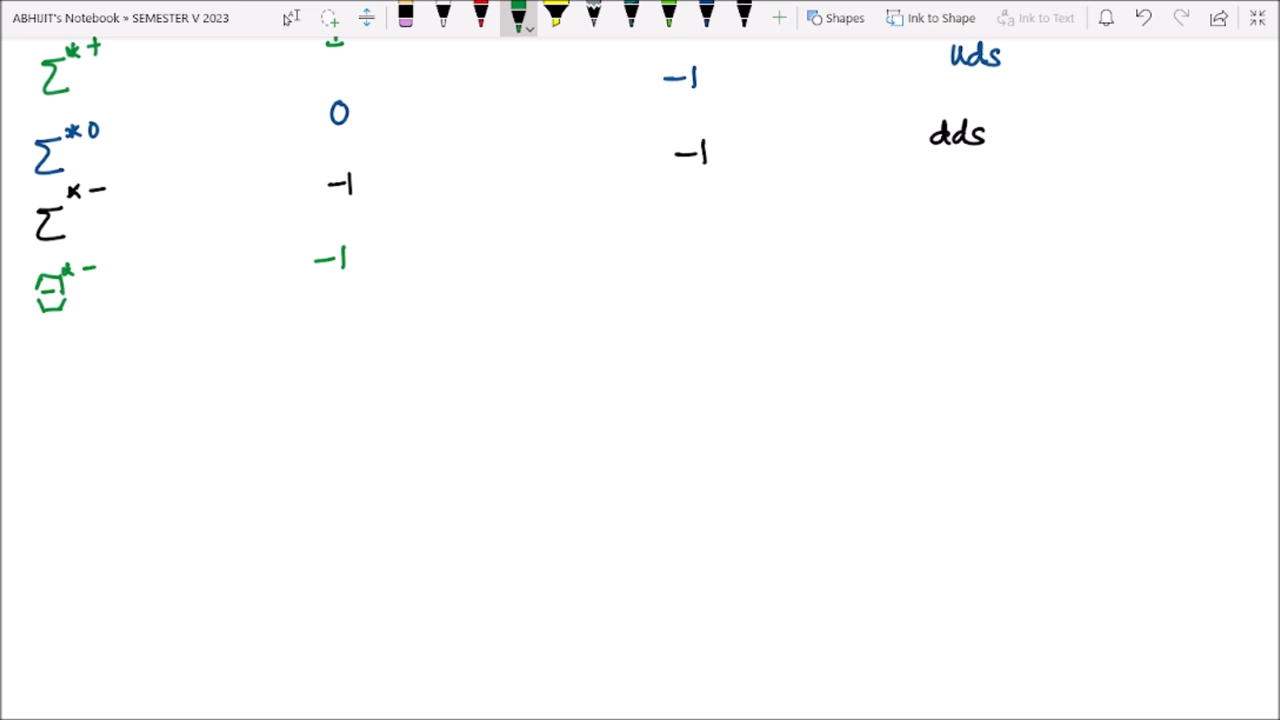 ABHIJIT's Notebook » SEMESTER V 2023 Shapes Ink to Shape Ink to Text
Σ*+ uds
Σ*0 0 -1
Σ*- -1 -1 dds
Ξ*- -1